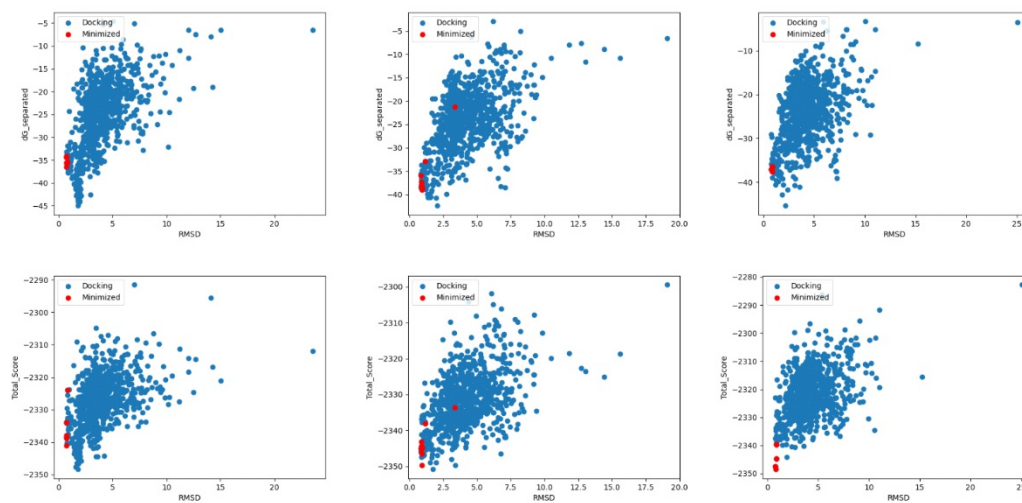 Docking
Minimized
−5
−10
−15
−20
−25
−30
−35
−40
−45
dG_separated
0 5 10 15 20
RMSD
Docking
Minimized
−5
−10
−15
−20
−25
−30
−35
−40
dG_separated
0.0 2.5 5.0 7.5 10.0 12.5 15.0 17.5 20.0
RMSD
Docking
Minimized
−10
−20
−30
−40
dG_separated
0 5 10 15 20 25
RMSD
Docking
Minimized
−2290
−2300
−2310
−2320
−2330
−2340
−2350
Total_Score
0 5 10 15 20
RMSD
Docking
Minimized
−2300
−2310
−2320
−2330
−2340
−2350
Total_Score
0.0 2.5 5.0 7.5 10.0 12.5 15.0 17.5 20.0
RMSD
Docking
Minimized
−2280
−2290
−2300
−2310
−2320
−2330
−2340
−2350
Total_Score
0 5 10 15 20 25
RMSD